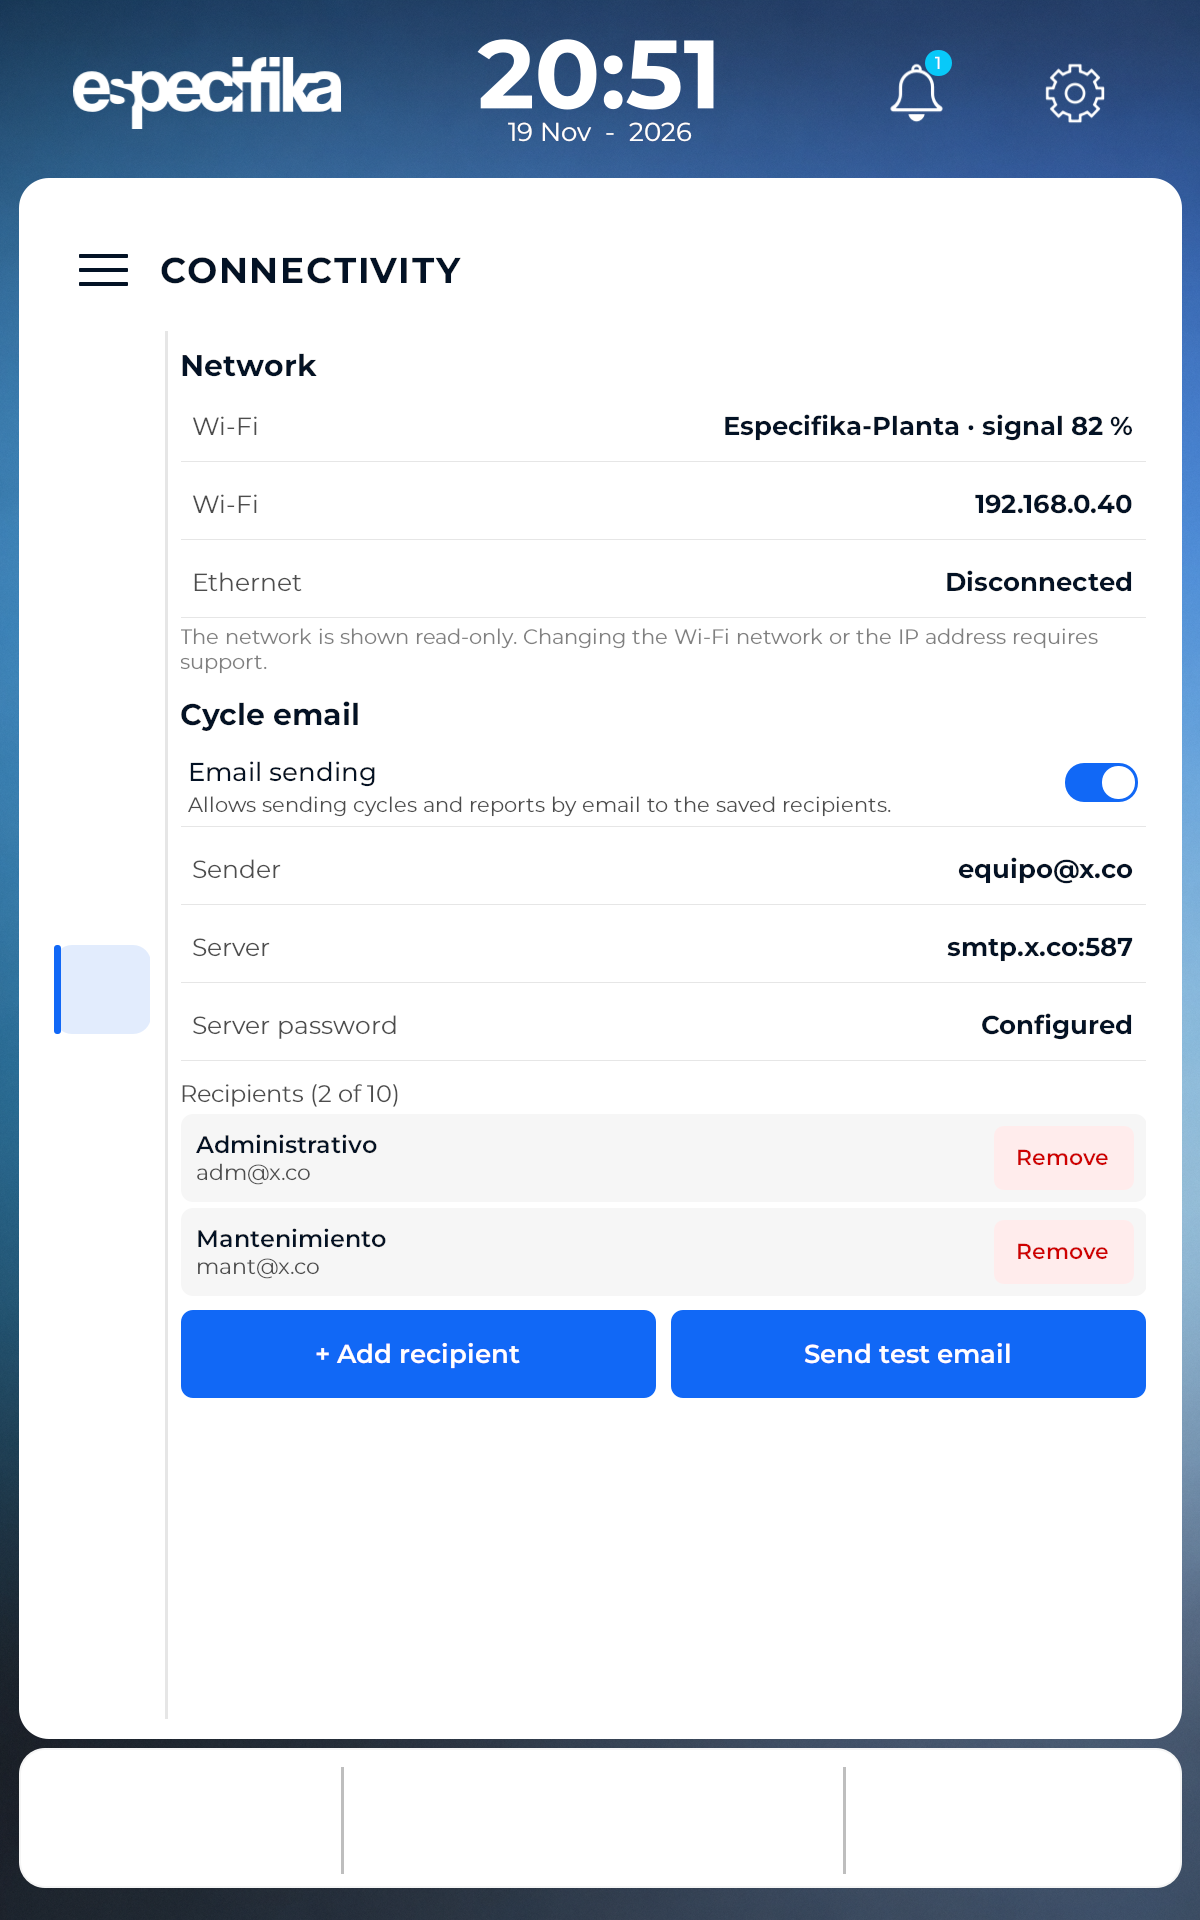 especifika
20:51
19 Nov - 2026
1
CONNECTIVITY
Network
Wi-Fi
Especifika-Planta · signal 82 %
Wi-Fi
192.168.0.40
Ethernet
Disconnected
The network is shown read-only. Changing the Wi-Fi network or the IP address requires
support.
Cycle email
Email sending
Allows sending cycles and reports by email to the saved recipients.
Sender
equipo@x.co
Server
smtp.x.co:587
Server password
Configured
Recipients (2 of 10)
Administrativo
adm@x.co
Remove
Mantenimiento
mant@x.co
Remove
+ Add recipient
Send test email